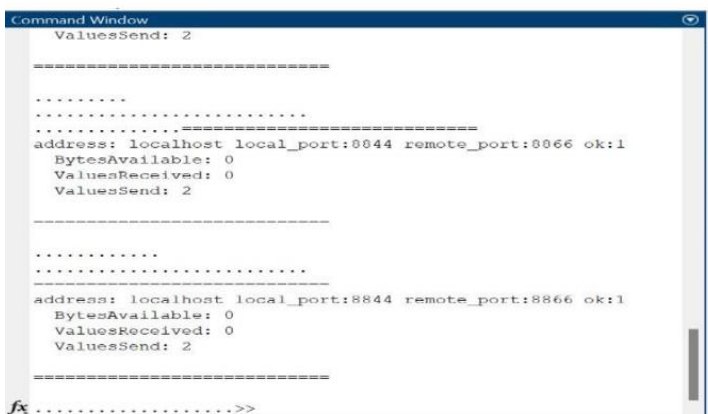 Command Window
ValuesSend: 2
============================
.........
..........................
..............============================
address: localhost local_port:8844 remote_port:8866 ok:1
BytesAvailable: 0
ValuesReceived: 0
ValuesSend: 2
============================
............
..........................
============================
address: localhost local_port:8844 remote_port:8866 ok:1
BytesAvailable: 0
ValuesReceived: 0
ValuesSend: 2
============================
fx ...................>>